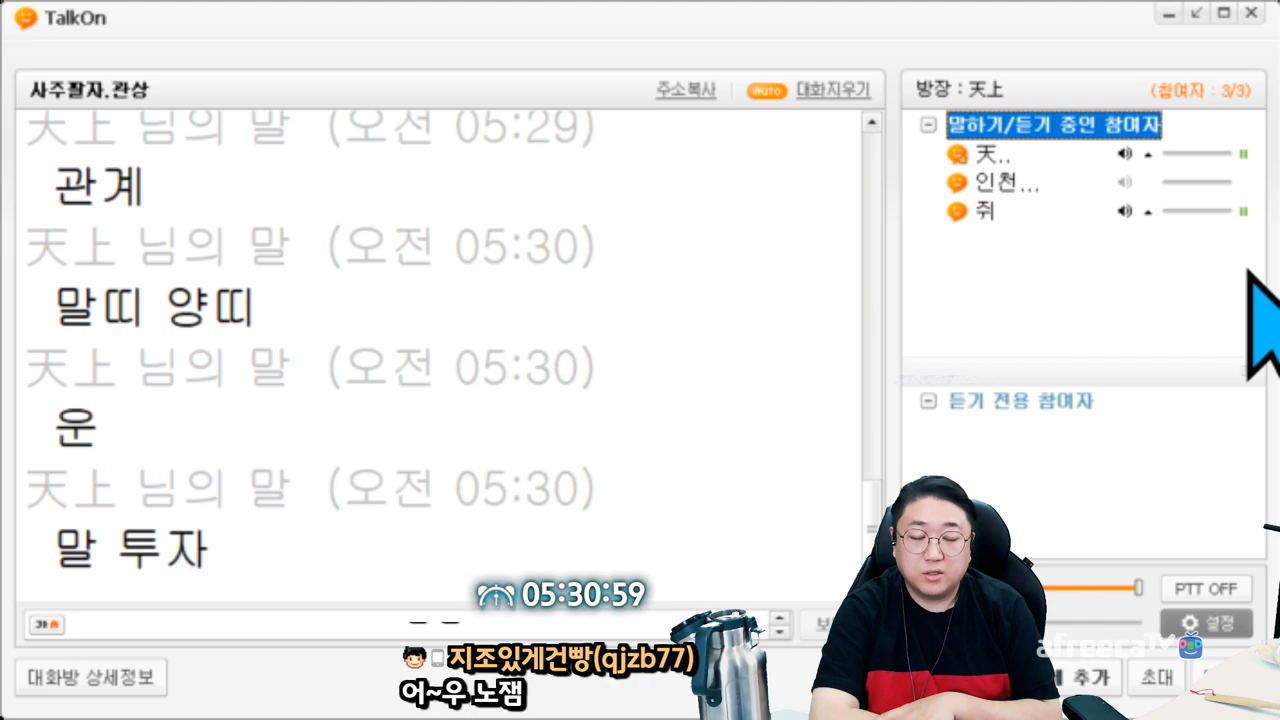 TalkOn
사주팔자.관상
주소복사
AUTO
대화지우기
天上 님의 말 (오전 05:29)
관계
天上 님의 말 (오전 05:30)
말띠 양띠
天上 님의 말 (오전 05:30)
운
天上 님의 말 (오전 05:30)
말 투자
방장 : 天上
(참여자 : 3/3)
말하기/듣기 중인 참여자
天..
인천...
쥐
듣기 전용 참여자
05:30:59
가
PTT OFF
설정
지조있게건빵(qjzb77)
어~우 노잼
afreecaTV
대화방 상세정보
추가
초대